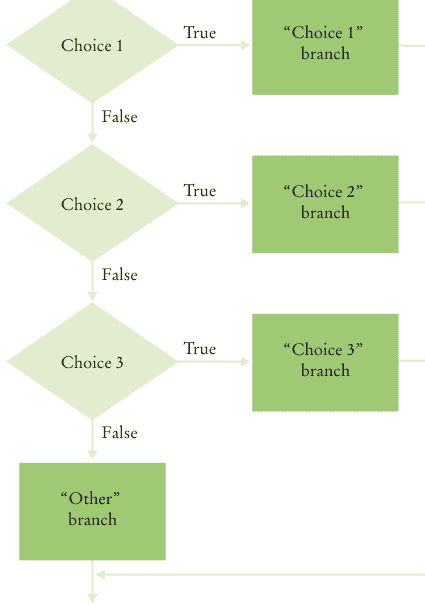 Choice 1
True
“Choice 1”
branch
False
Choice 2
True
“Choice 2”
branch
False
Choice 3
True
“Choice 3”
branch
False
“Other”
branch